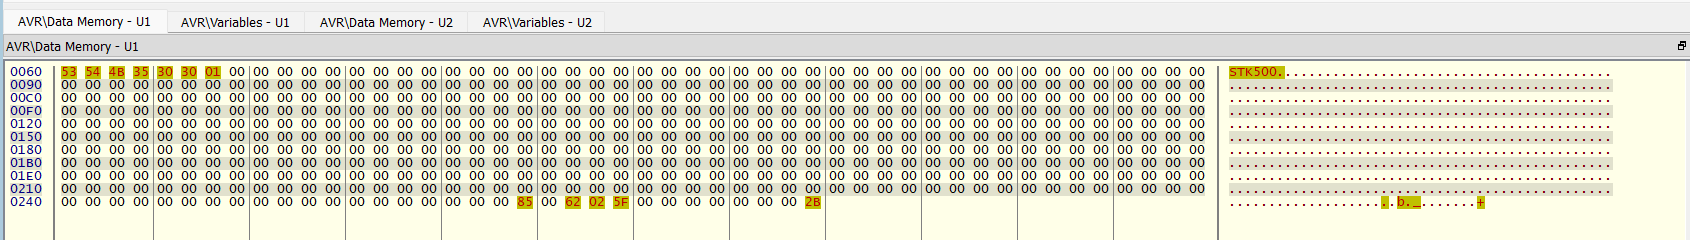 AVR\Data Memory - U1 AVR\Variables - U1 AVR\Data Memory - U2 AVR\Variables - U2
AVR\Data Memory - U1
0060 53 54 4B 35 30 30 01 00 00 00 00 00 00 00 00 00 00 00 00 00 00 00 00 00 00 00 00 00 00 00 00 00 00 00 00 00 00 00 00 00 00 00 00 00 00 00 00 00 STK500..........................................
0090 00 00 00 00 00 00 00 00 00 00 00 00 00 00 00 00 00 00 00 00 00 00 00 00 00 00 00 00 00 00 00 00 00 00 00 00 00 00 00 00 00 00 00 00 00 00 00 00 ................................................
00C0 00 00 00 00 00 00 00 00 00 00 00 00 00 00 00 00 00 00 00 00 00 00 00 00 00 00 00 00 00 00 00 00 00 00 00 00 00 00 00 00 00 00 00 00 00 00 00 00 ................................................
00F0 00 00 00 00 00 00 00 00 00 00 00 00 00 00 00 00 00 00 00 00 00 00 00 00 00 00 00 00 00 00 00 00 00 00 00 00 00 00 00 00 00 00 00 00 00 00 00 00 ................................................
0120 00 00 00 00 00 00 00 00 00 00 00 00 00 00 00 00 00 00 00 00 00 00 00 00 00 00 00 00 00 00 00 00 00 00 00 00 00 00 00 00 00 00 00 00 00 00 00 00 ................................................
0150 00 00 00 00 00 00 00 00 00 00 00 00 00 00 00 00 00 00 00 00 00 00 00 00 00 00 00 00 00 00 00 00 00 00 00 00 00 00 00 00 00 00 00 00 00 00 00 00 ................................................
0180 00 00 00 00 00 00 00 00 00 00 00 00 00 00 00 00 00 00 00 00 00 00 00 00 00 00 00 00 00 00 00 00 00 00 00 00 00 00 00 00 00 00 00 00 00 00 00 00 ................................................
01B0 00 00 00 00 00 00 00 00 00 00 00 00 00 00 00 00 00 00 00 00 00 00 00 00 00 00 00 00 00 00 00 00 00 00 00 00 00 00 00 00 00 00 00 00 00 00 00 00 ................................................
01E0 00 00 00 00 00 00 00 00 00 00 00 00 00 00 00 00 00 00 00 00 00 00 00 00 00 00 00 00 00 00 00 00 00 00 00 00 00 00 00 00 00 00 00 00 00 00 00 00 ................................................
0210 00 00 00 00 00 00 00 00 00 00 00 00 00 00 00 00 00 00 00 00 00 00 00 00 00 00 00 00 00 00 00 00 00 00 00 00 00 00 00 00 00 00 00 00 00 00 00 00 ................................................
0240 00 00 00 00 00 00 00 00 00 00 00 00 00 00 00 00 00 00 00 85 00 62 02 5F 00 00 00 00 00 00 00 2B .....................b._.......+